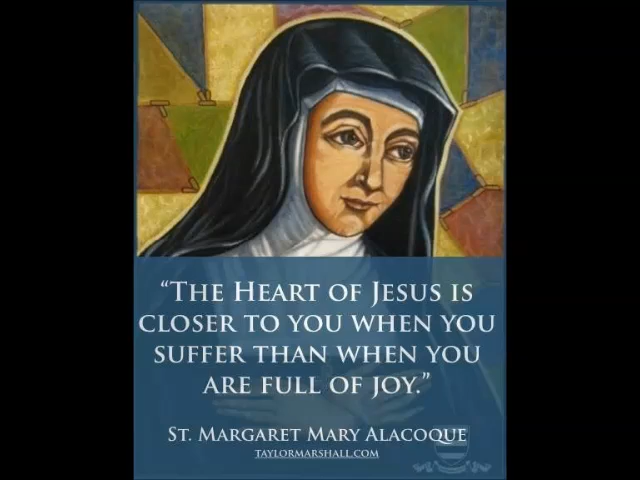 “The Heart of Jesus is
closer to you when you
suffer than when you
are full of joy.”
St. Margaret Mary Alacoque
taylormarshall.com